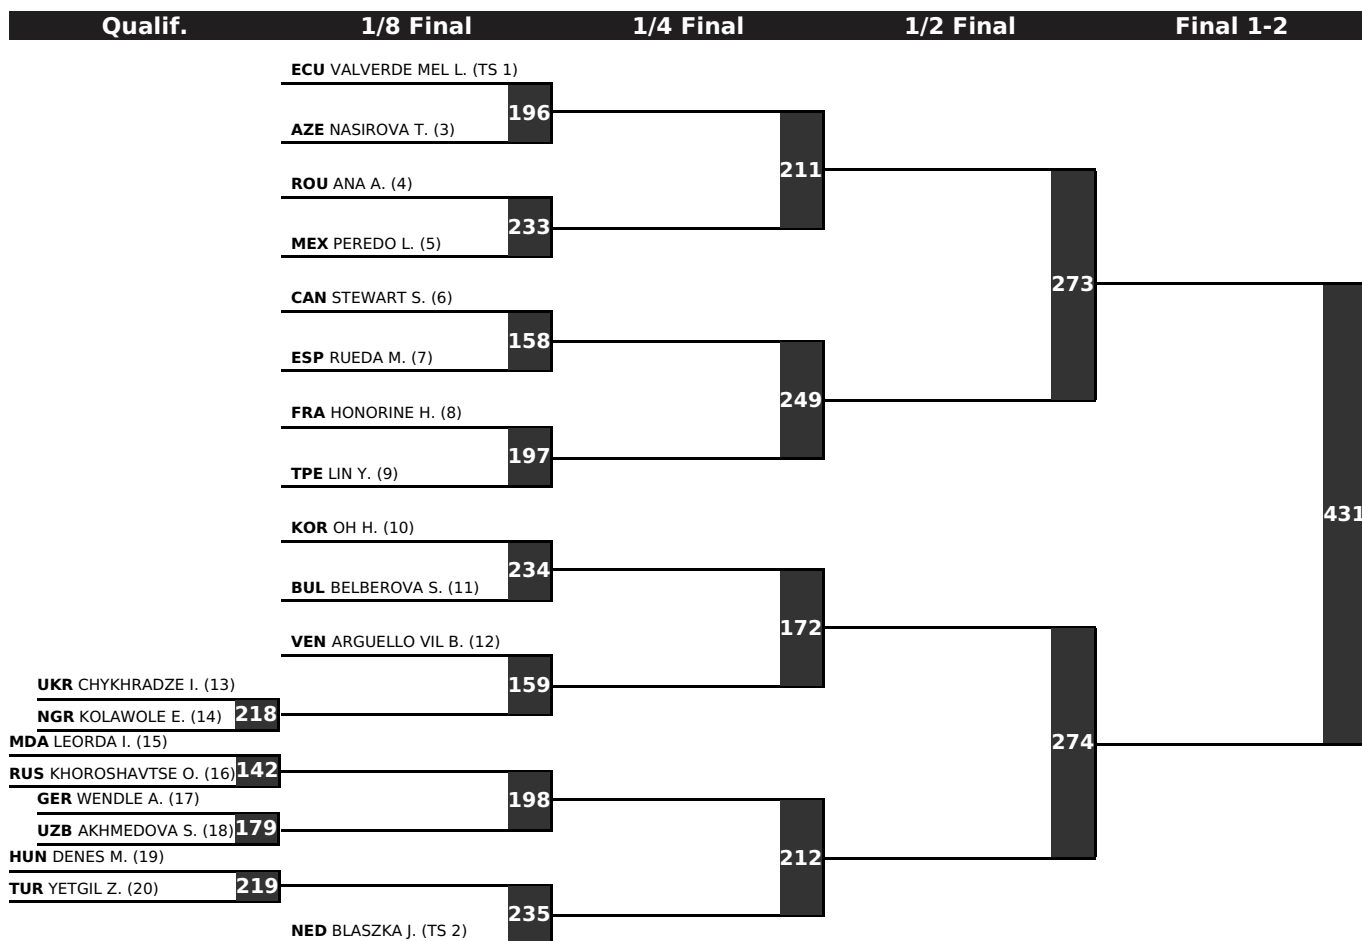 Qualif. 1/8 Final 1/4 Final 1/2 Final Final 1-2
ECU VALVERDE MEL L. (TS 1)
196
AZE NASIROVA T. (3)
211
ROU ANA A. (4)
233
MEX PEREDO L. (5)
273
CAN STEWART S. (6)
158
ESP RUEDA M. (7)
249
FRA HONORINE H. (8)
197
TPE LIN Y. (9)
431
KOR OH H. (10)
234
BUL BELBEROVA S. (11)
172
VEN ARGUELLO VIL B. (12)
159
UKR CHYKHRADZE I. (13)
218
NGR KOLAWOLE E. (14)
274
MDA LEORDA I. (15)
142
RUS KHOROSHAVTSE O. (16)
198
GER WENDLE A. (17)
179
UZB AKHMEDOVA S. (18)
212
HUN DENES M. (19)
219
TUR YETGIL Z. (20)
235
NED BLASZKA J. (TS 2)